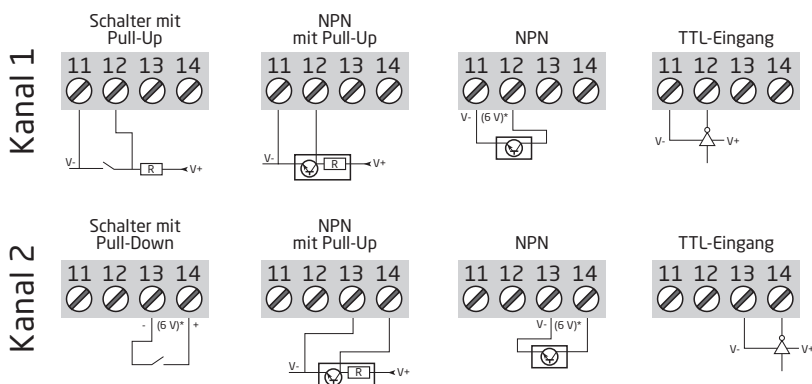 Kanal 1
Schalter mit
Pull-Up
11 12 13 14
V- R V+
NPN
mit Pull-Up
11 12 13 14
V- R V+
NPN
11 12 13 14
V- (6 V)*
TTL-Eingang
11 12 13 14
V- V+
Kanal 2
Schalter mit
Pull-Down
11 12 13 14
- (6 V)* +
NPN
mit Pull-Up
11 12 13 14
V- R V+
NPN
11 12 13 14
V- (6 V)*
TTL-Eingang
11 12 13 14
V- V+